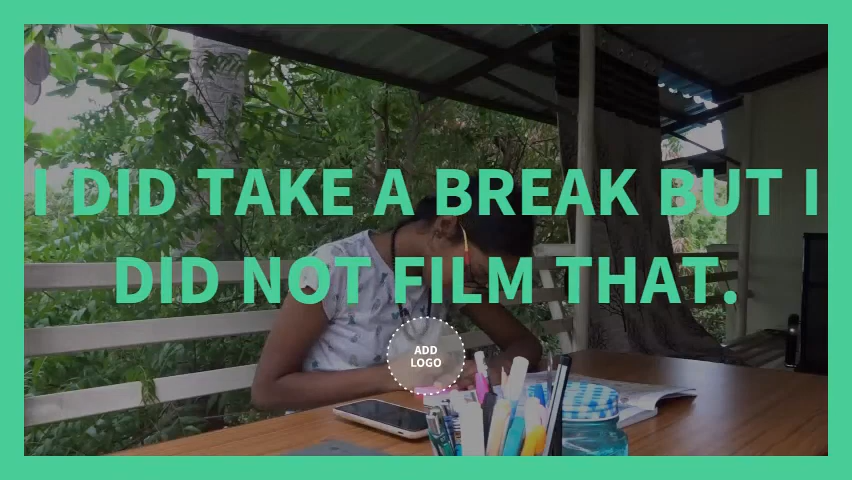 I DID TAKE A BREAK BUT I
DID NOT FILM THAT.
ADD
LOGO